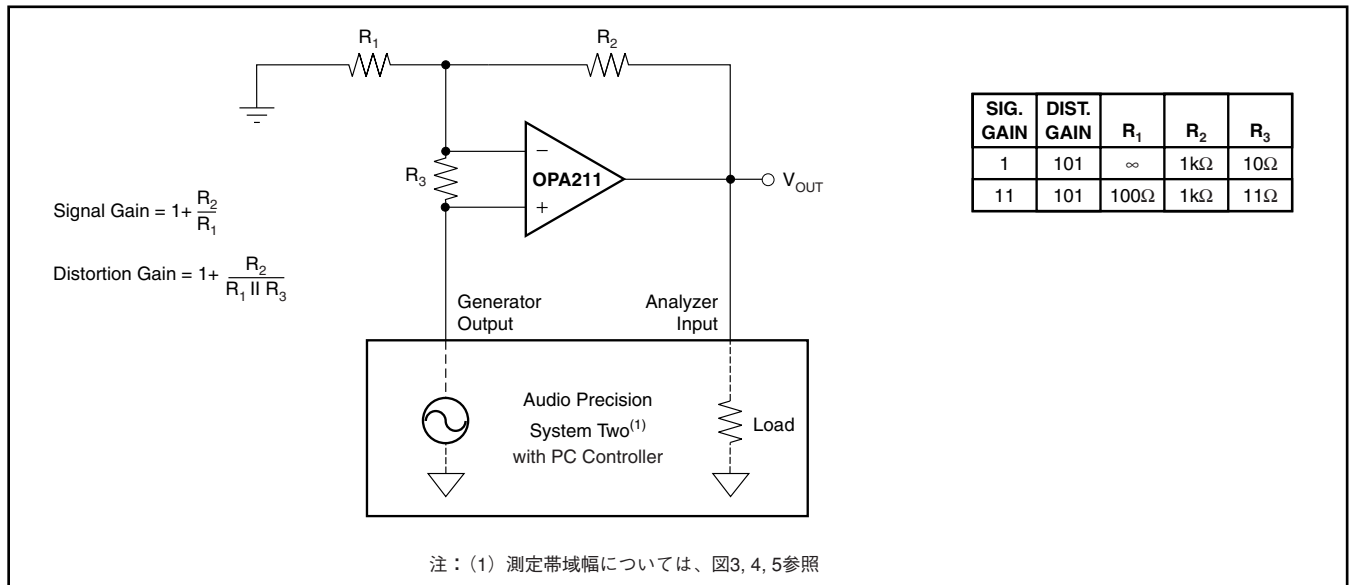 R1
R2
R3
−
+
OPA211
VOUT
Signal Gain = 1+ R2
R1
Distortion Gain = 1+ R2
R1 II R3
Generator
Output
Analyzer
Input
Audio Precision
System Two(1)
with PC Controller
Load
SIG. GAIN DIST. GAIN R1 R2 R3
1 101 ∞ 1kΩ 10Ω
11 101 100Ω 1kΩ 11Ω
注：（1）測定帯域幅については、図3, 4, 5参照